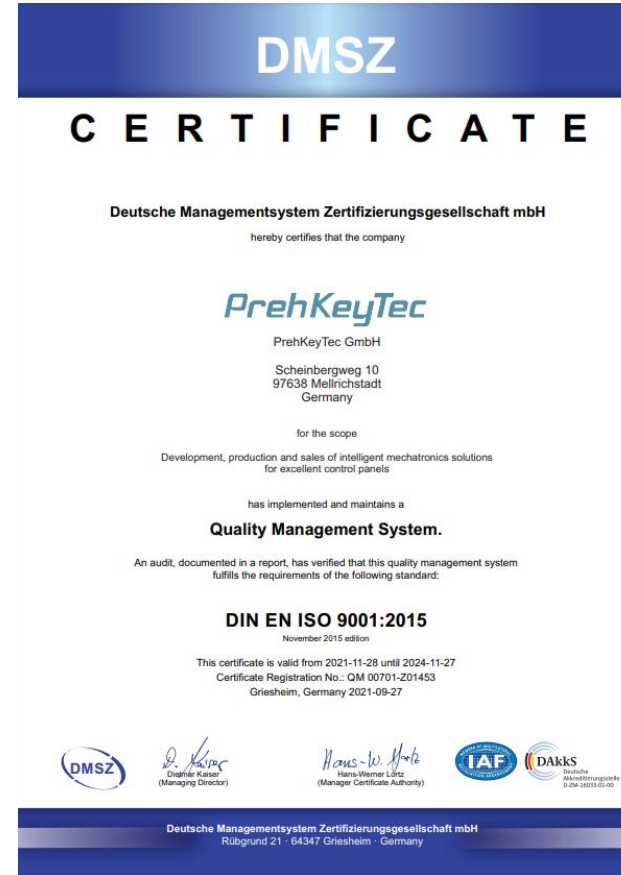 DMSZ
CERTIFICATE
Deutsche Managementsystem Zertifizierungsgesellschaft mbH
hereby certifies that the company
PrehKeyTec
PrehKeyTec GmbH
Scheinbergweg 10
97638 Mellrichstadt
Germany
for the scope
Development, production and sales of intelligent mechatronics solutions
for excellent control panels
has implemented and maintains a
Quality Management System.
An audit, documented in a report, has verified that this quality management system
fulfills the requirements of the following standard:
DIN EN ISO 9001:2015
November 2015 edition
This certificate is valid from 2021-11-28 until 2024-11-27
Certificate Registration No.: QM 00701-Z01453
Griesheim, Germany 2021-09-27
DMSZ
D. Kaiser
Dietmar Kaiser
(Managing Director)
Hans-W. Lörtz
Hans-Werner Lörtz
(Manager Certificate Authority)
IAF
DAkkS
Deutsche
Akkreditierungsstelle
D-ZM-16033-01-00
Deutsche Managementsystem Zertifizierungsgesellschaft mbH
Rübgrund 21 · 64347 Griesheim · Germany